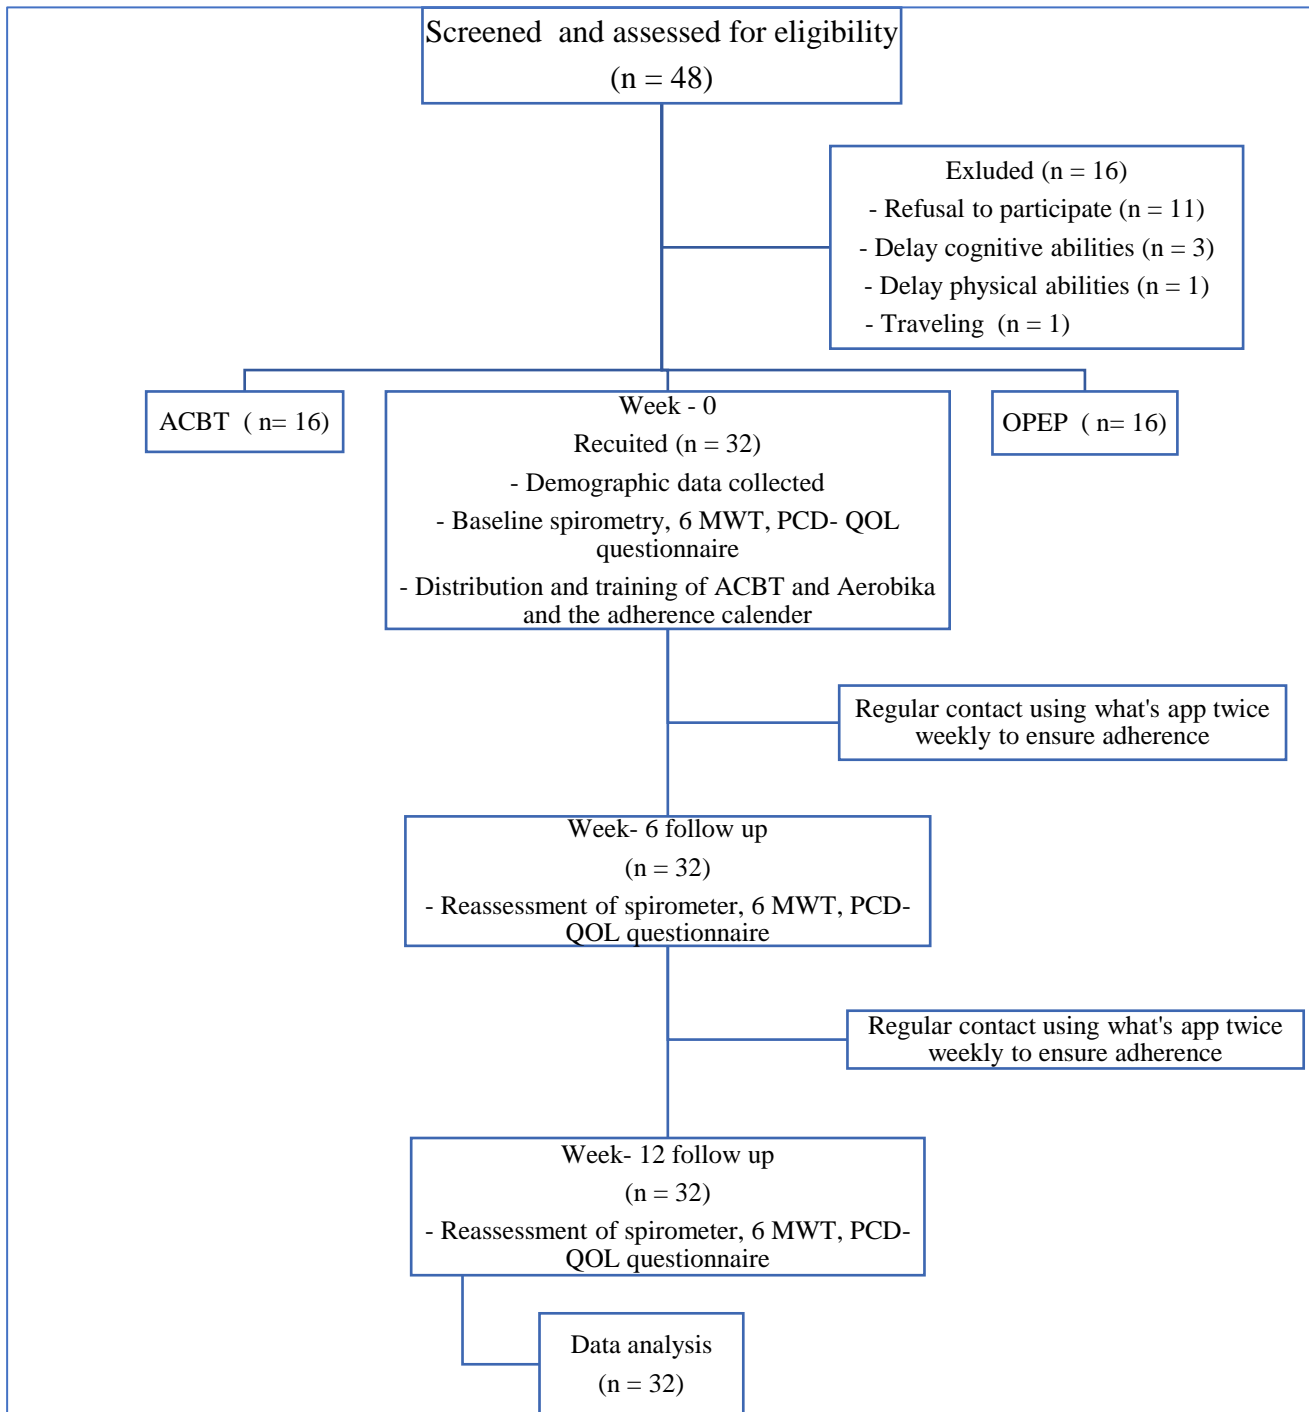 Screened and assessed for eligibility
(n = 48)
Exluded (n = 16)
- Refusal to participate (n = 11)
- Delay cognitive abilities (n = 3)
- Delay physical abilities (n = 1)
- Traveling (n = 1)
ACBT ( n= 16)
Week - 0
Recuited (n = 32)
- Demographic data collected
- Baseline spirometry, 6 MWT, PCD- QOL
questionnaire
- Distribution and training of ACBT and Aerobika
and the adherence calender
OPEP ( n= 16)
Regular contact using what's app twice
weekly to ensure adherence
Week- 6 follow up
(n = 32)
- Reassessment of spirometer, 6 MWT, PCD-
QOL questionnaire
Regular contact using what's app twice
weekly to ensure adherence
Week- 12 follow up
(n = 32)
- Reassessment of spirometer, 6 MWT, PCD-
QOL questionnaire
Data analysis
(n = 32)